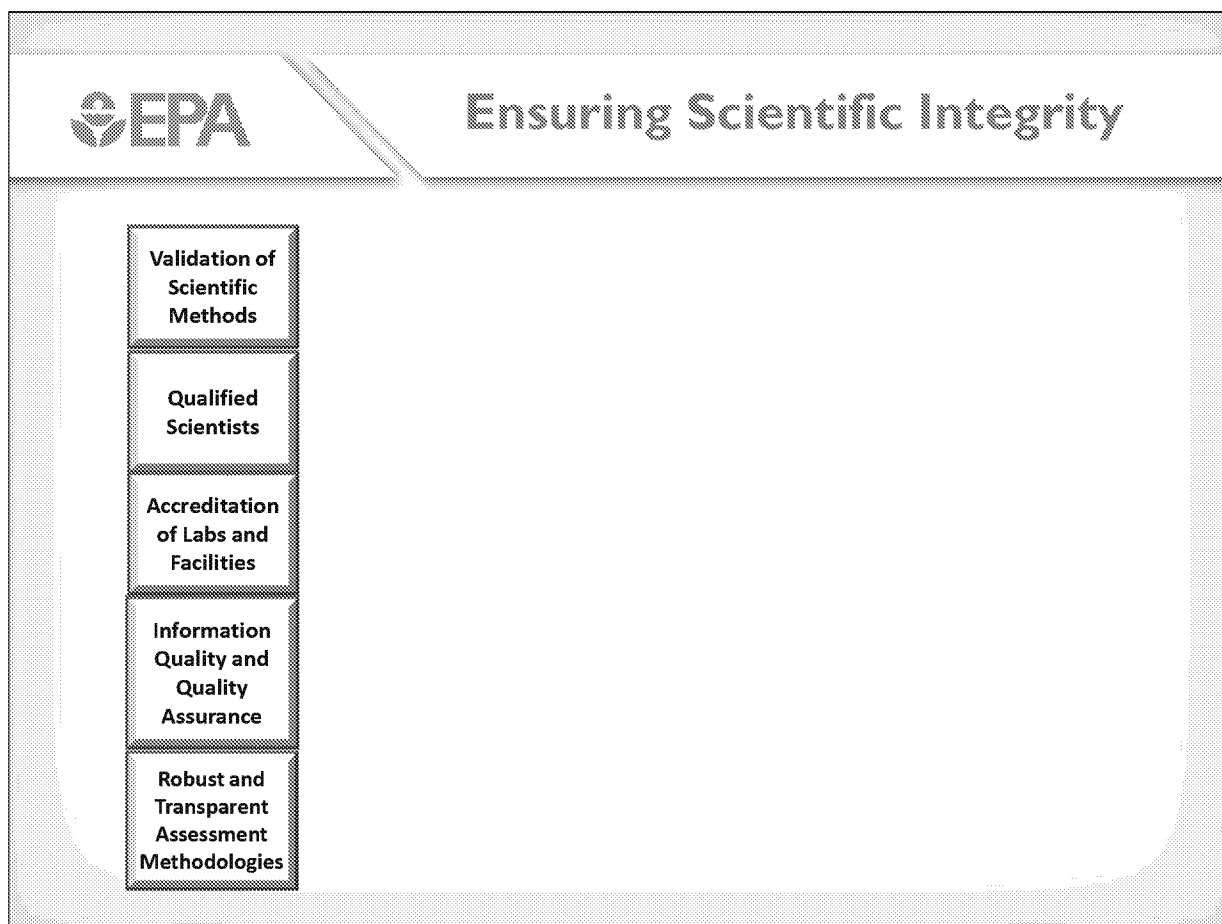 EPA
Ensuring Scientific Integrity
Validation of
Scientific
Methods
Qualified
Scientists
Accreditation
of Labs and
Facilities
Information
Quality and
Quality
Assurance
Robust and
Transparent
Assessment
Methodologies